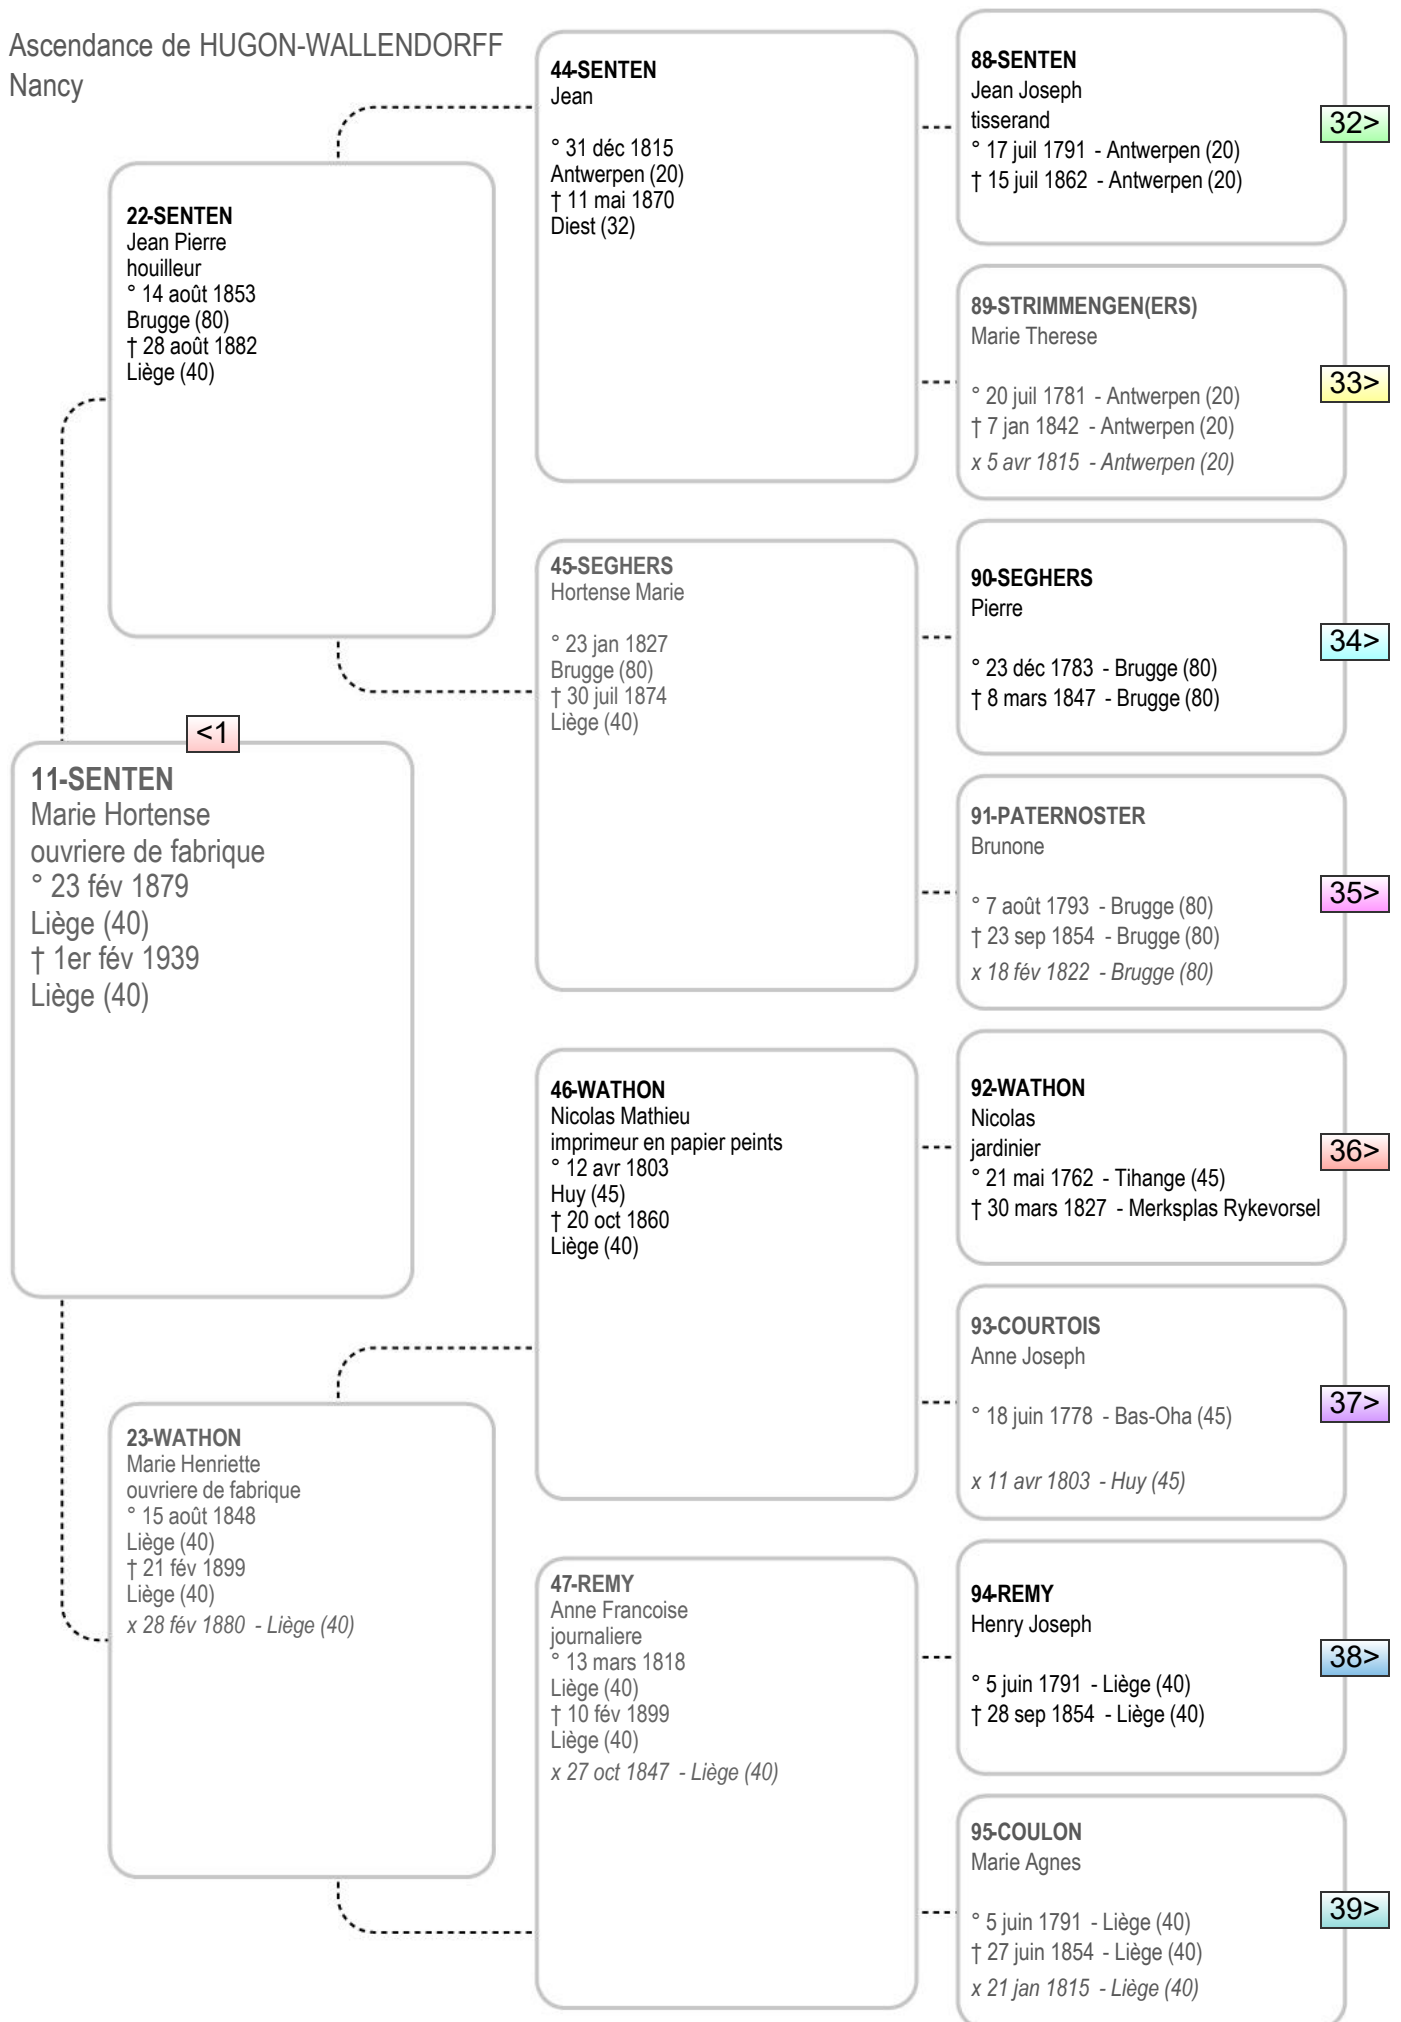 Ascendance de HUGON-WALLENDORFF
Nancy
<1
11-SENTEN
Marie Hortense
ouvriere de fabrique
° 23 fév 1879
Liège (40)
† 1er fév 1939
Liège (40)
22-SENTEN
Jean Pierre
houilleur
° 14 août 1853
Brugge (80)
† 28 août 1882
Liège (40)
23-WATHON
Marie Henriette
ouvriere de fabrique
° 15 août 1848
Liège (40)
† 21 fév 1899
Liège (40)
x 28 fév 1880 - Liège (40)
44-SENTEN
Jean
° 31 déc 1815
Antwerpen (20)
† 11 mai 1870
Diest (32)
45-SEGHERS
Hortense Marie
° 23 jan 1827
Brugge (80)
† 30 juil 1874
Liège (40)
46-WATHON
Nicolas Mathieu
imprimeur en papier peints
° 12 avr 1803
Huy (45)
† 20 oct 1860
Liège (40)
47-REMY
Anne Francoise
journaliere
° 13 mars 1818
Liège (40)
† 10 fév 1899
Liège (40)
x 27 oct 1847 - Liège (40)
88-SENTEN
Jean Joseph
tisserand
° 17 juil 1791 - Antwerpen (20)
† 15 juil 1862 - Antwerpen (20)
32>
89-STRIMMENGEN(ERS)
Marie Therese
° 20 juil 1781 - Antwerpen (20)
† 7 jan 1842 - Antwerpen (20)
x 5 avr 1815 - Antwerpen (20)
33>
90-SEGHERS
Pierre
° 23 déc 1783 - Brugge (80)
† 8 mars 1847 - Brugge (80)
34>
91-PATERNOSTER
Brunone
° 7 août 1793 - Brugge (80)
† 23 sep 1854 - Brugge (80)
x 18 fév 1822 - Brugge (80)
35>
92-WATHON
Nicolas
jardinier
° 21 mai 1762 - Tihange (45)
† 30 mars 1827 - Merksplas Rykevorsel
36>
93-COURTOIS
Anne Joseph
° 18 juin 1778 - Bas-Oha (45)
x 11 avr 1803 - Huy (45)
37>
94-REMY
Henry Joseph
° 5 juin 1791 - Liège (40)
† 28 sep 1854 - Liège (40)
38>
95-COULON
Marie Agnes
° 5 juin 1791 - Liège (40)
† 27 juin 1854 - Liège (40)
x 21 jan 1815 - Liège (40)
39>